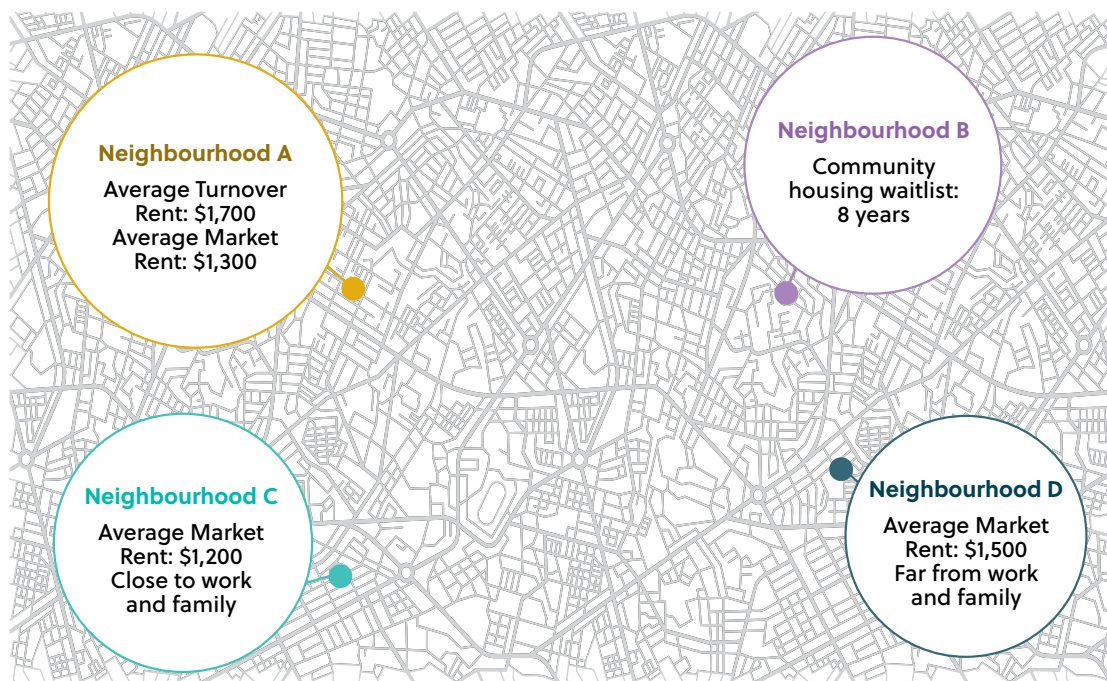 Neighbourhood A
Average Turnover
Rent: $1,700
Average Market
Rent: $1,300
Neighbourhood B
Community
housing waitlist:
8 years
Neighbourhood C
Average Market
Rent: $1,200
Close to work
and family
Neighbourhood D
Average Market
Rent: $1,500
Far from work
and family